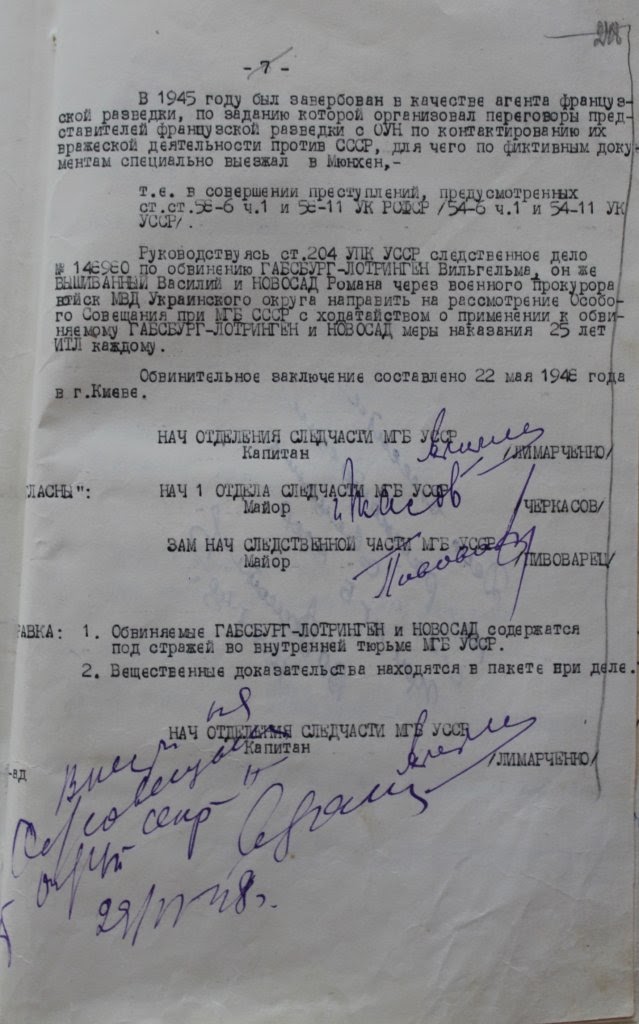 - 7 -
В 1945 году был завербован в качестве агента француз-
ской разведки, по заданию которой организовал переговоры пред-
ставителей французской разведки с ОУН по контактированию их
вражеской деятельности против СССР, для чего по фиктивным доку-
ментам специально выезжал в Мюнхен,-
т.е. в совершении преступлений, предусмотренных
ст.ст.58-6 ч.1 и 58-11 УК РСФСР /54-6 ч.1 и 54-11 УК
УССР/.
Руководствуясь ст.204 УПК УССР следственное дело
№ 148980 по обвинению ГАБСБУРГ-ЛОТРИНГЕН Вильгельма, он же
ВЫШИВАННЫЙ Василий и НОВОСАД Романа через военного Прокурора
войск МВД Украинского округа направить на рассмотрение Особо-
го Совещания при МГБ СССР с ходатайством о применении к обви-
няемому ГАБСБУРГ-ЛОТРИНГЕН и НОВОСАД меры наказания 25 лет
ИТЛ каждому.
Обвинительное заключение составлено 22 мая 1948 года
в г.Киеве.
НАЧ ОТДЕЛЕНИЯ СЛЕДЧАСТИ МГБ УССР
Капитан /ЛИМАРЧЕНКО/
ГЛАСНЫ": НАЧ 1 ОТДЕЛА СЛЕДЧАСТИ МГБ УССР
Майор /ЧЕРКАСОВ/
ЗАМ НАЧ СЛЕДСТВЕННОЙ ЧАСТИ МГБ УССР
Майор /ПИВОВАРЕЦ/
РАВКА: 1. Обвиняемые ГАБСБУРГ-ЛОТРИНГЕН и НОВОСАД содержатся
под стражей во внутренней тюрьме МГБ УССР.
2. Вещественные доказательства находятся в пакете при деле.
НАЧ ОТДЕЛЕНИЯ СЛЕДЧАСТИ МГБ УССР
Капитан /ЛИМАРЧЕНКО/
-ад